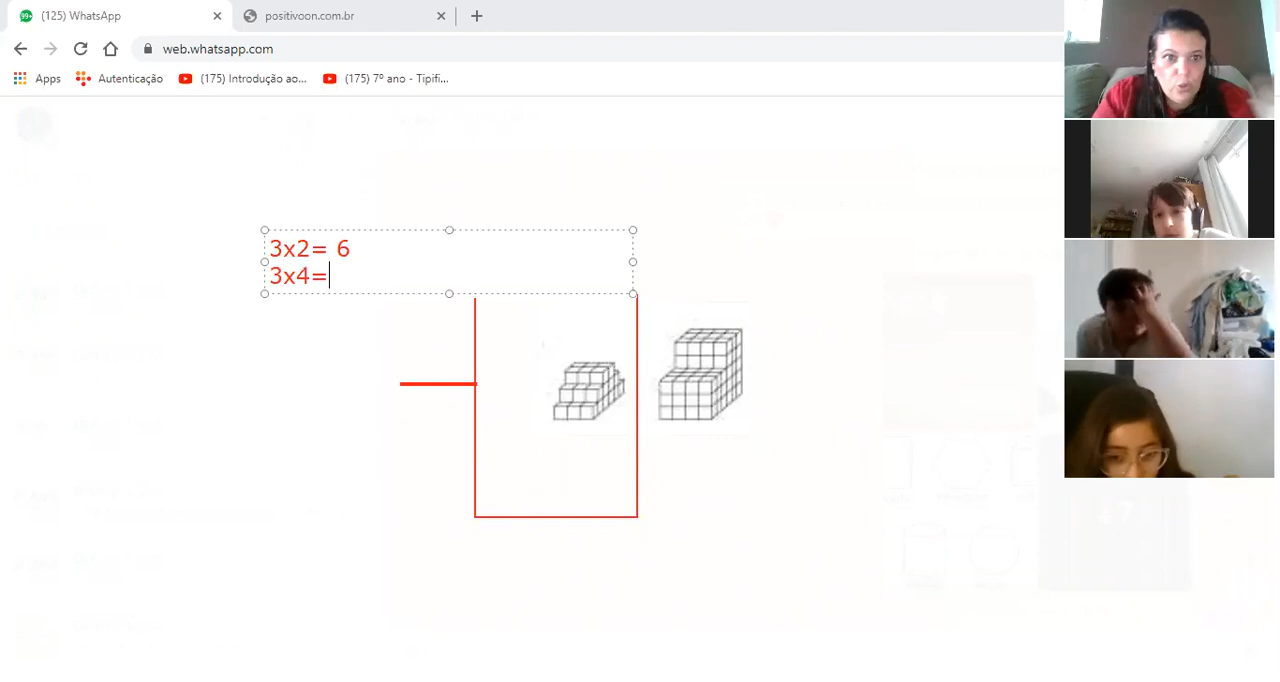 (125) WhatsApp
positivoon.com.br
web.whatsapp.com
Apps
Autenticação
(175) Introdução ao...
(175) 7º ano - Tipifi...
3x2= 6
3x4=